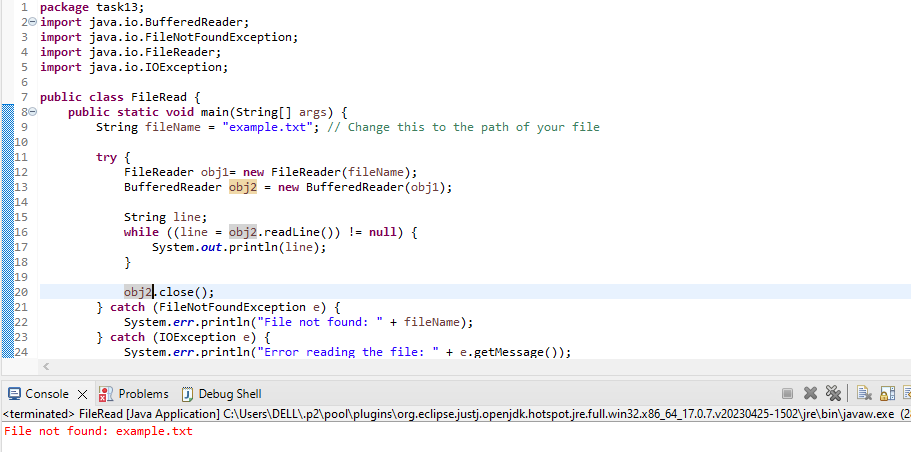 1 package task13;
2 import java.io.BufferedReader;
3 import java.io.FileNotFoundException;
4 import java.io.FileReader;
5 import java.io.IOException;
6
7 public class FileRead {
8     public static void main(String[] args) {
9         String fileName = "example.txt"; // Change this to the path of your file
10
11         try {
12             FileReader obj1= new FileReader(fileName);
13             BufferedReader obj2 = new BufferedReader(obj1);
14
15             String line;
16             while ((line = obj2.readLine()) != null) {
17                 System.out.println(line);
18             }
19
20             obj2.close();
21         } catch (FileNotFoundException e) {
22             System.err.println("File not found: " + fileName);
23         } catch (IOException e) {
24             System.err.println("Error reading the file: " + e.getMessage());
Console Problems Debug Shell
<terminated> FileRead [Java Application] C:\Users\DELL\.p2\pool\plugins\org.eclipse.justj.openjdk.hotspot.jre.full.win32.x86_64_17.0.7.v20230425-1502\jre\bin\javaw.exe
File not found: example.txt